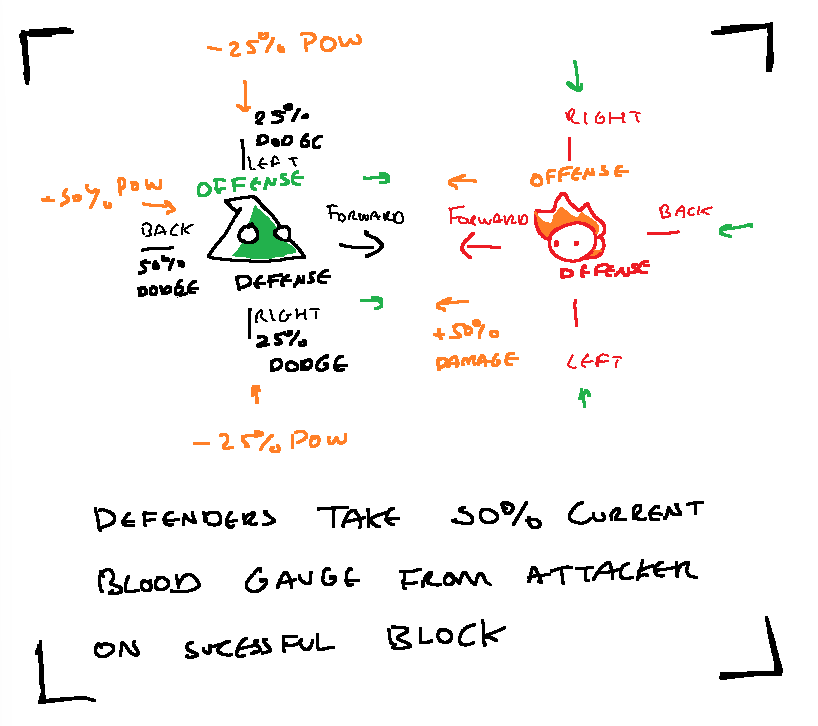 -25% POW
25%
DODGE
LEFT
OFFENSE
-50% POW
BACK
50%
DODGE
FORWARD
DEFENSE
RIGHT
25%
DODGE
-25% POW
RIGHT
OFFENSE
FORWARD
BACK
DEFENSE
+50%
DAMAGE
LEFT
DEFENDERS TAKE 50% CURRENT
BLOOD GAUGE FROM ATTACKER
ON SUCESSFUL BLOCK